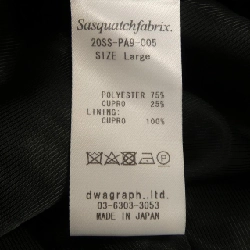 Sasquatchfabrix.
20SS-PA9-005
SIZE Large
POLYESTER 75%
CUPRO 25%
LINING:
CUPRO 100%
dwagraph.,ltd.
03-6303-3053
MADE IN JAPAN